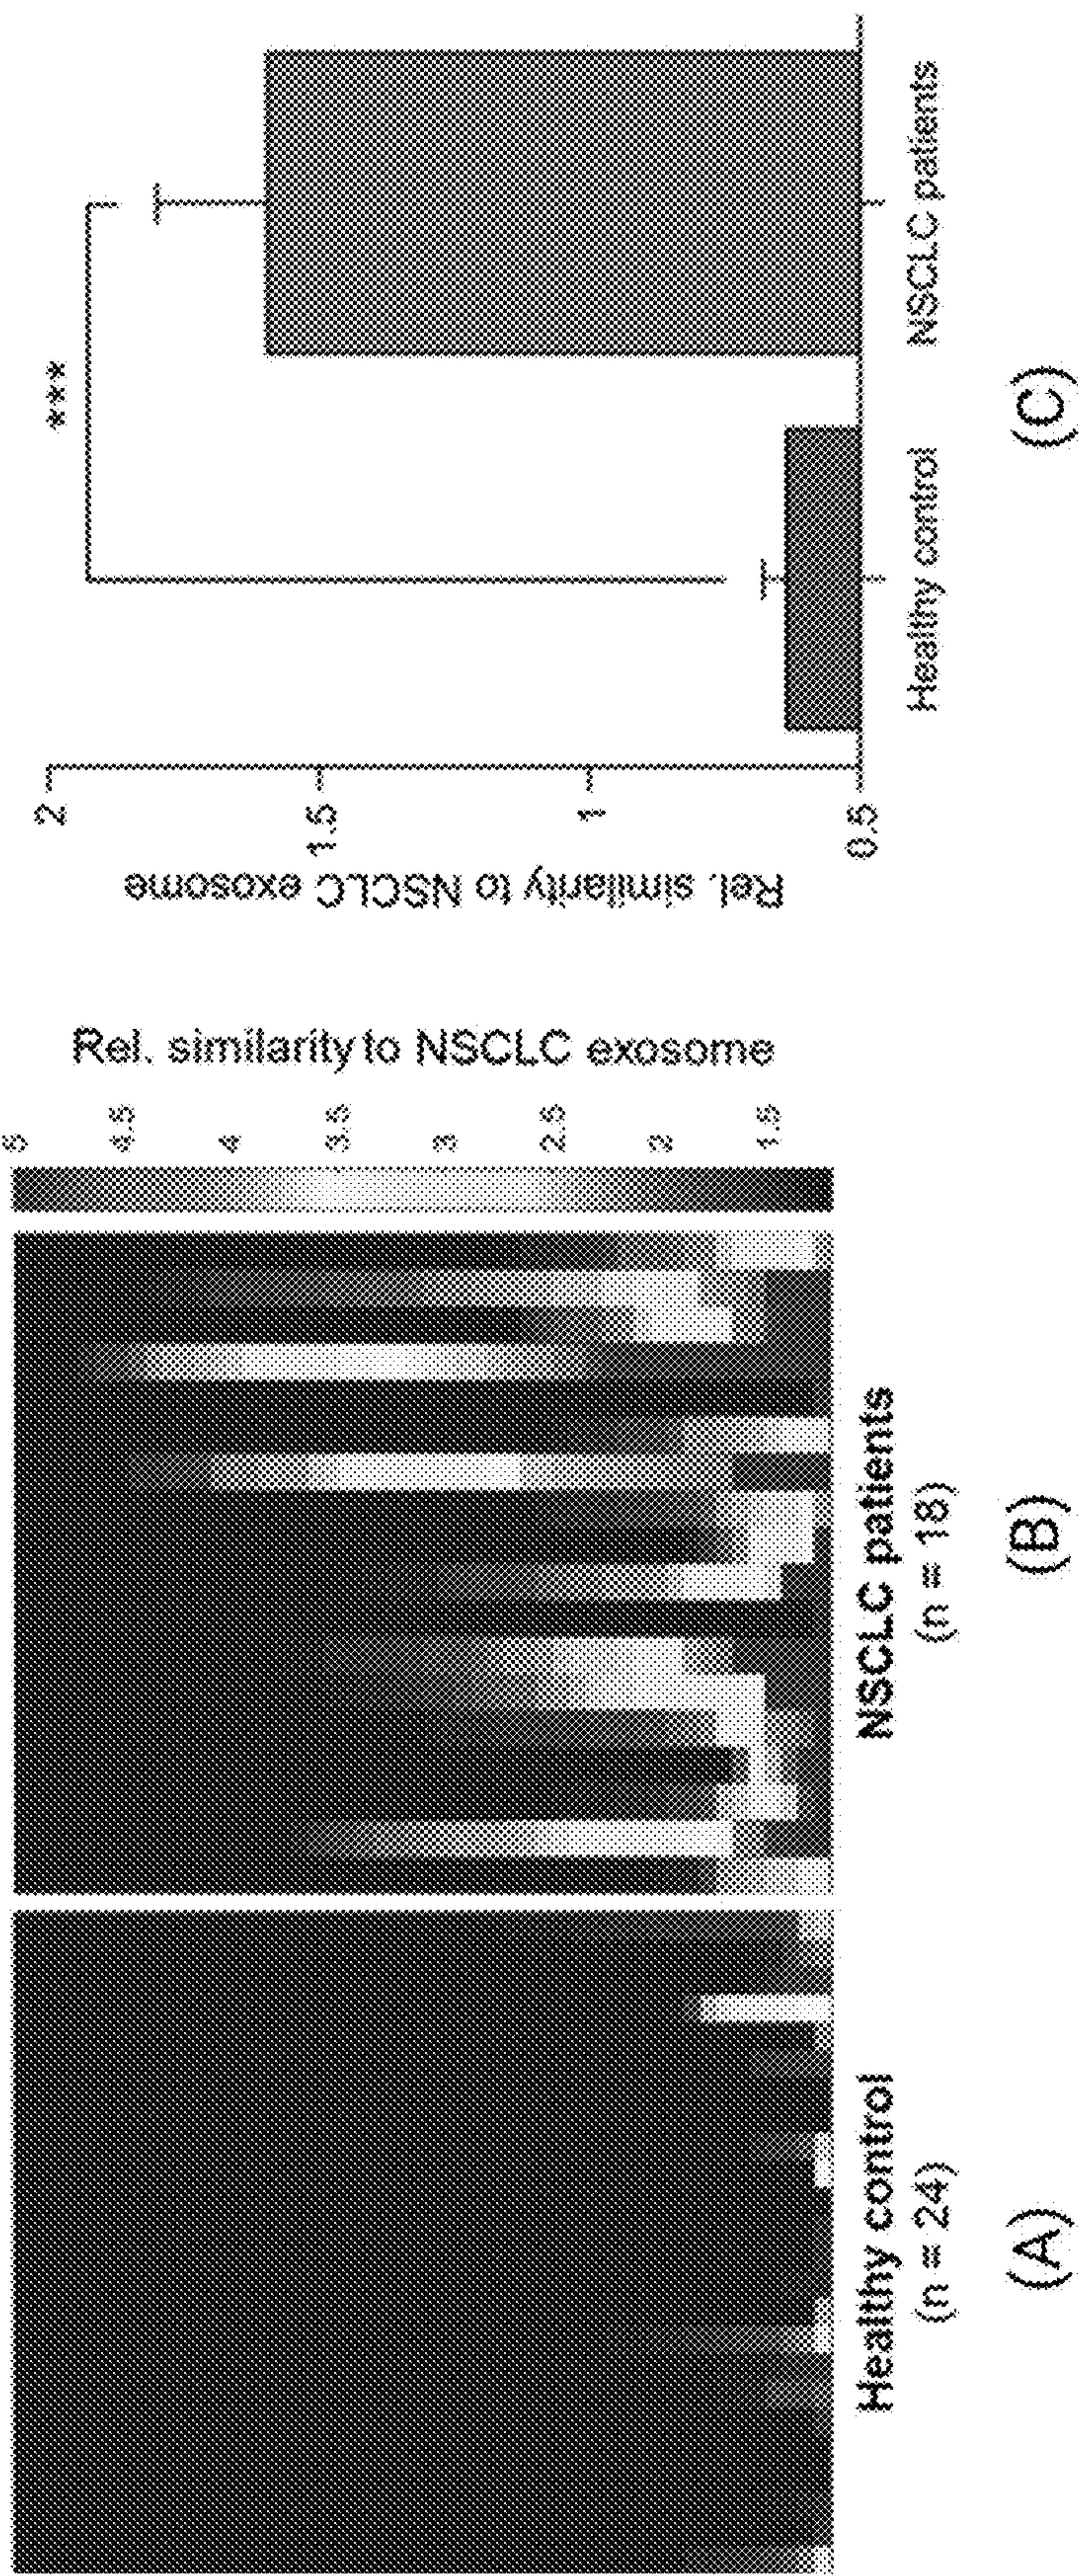 5
4.5
4
3.5
3
2.5
2
1.5
Rel. similarity to NSCLC exosome
Healthy control
(n = 24)
(A)
NSCLC patients
(n = 18)
(B)
Rel. similarity to NSCLC exosome
2
1.5
1
0.5
***
Healthy control
NSCLC patients
(C)